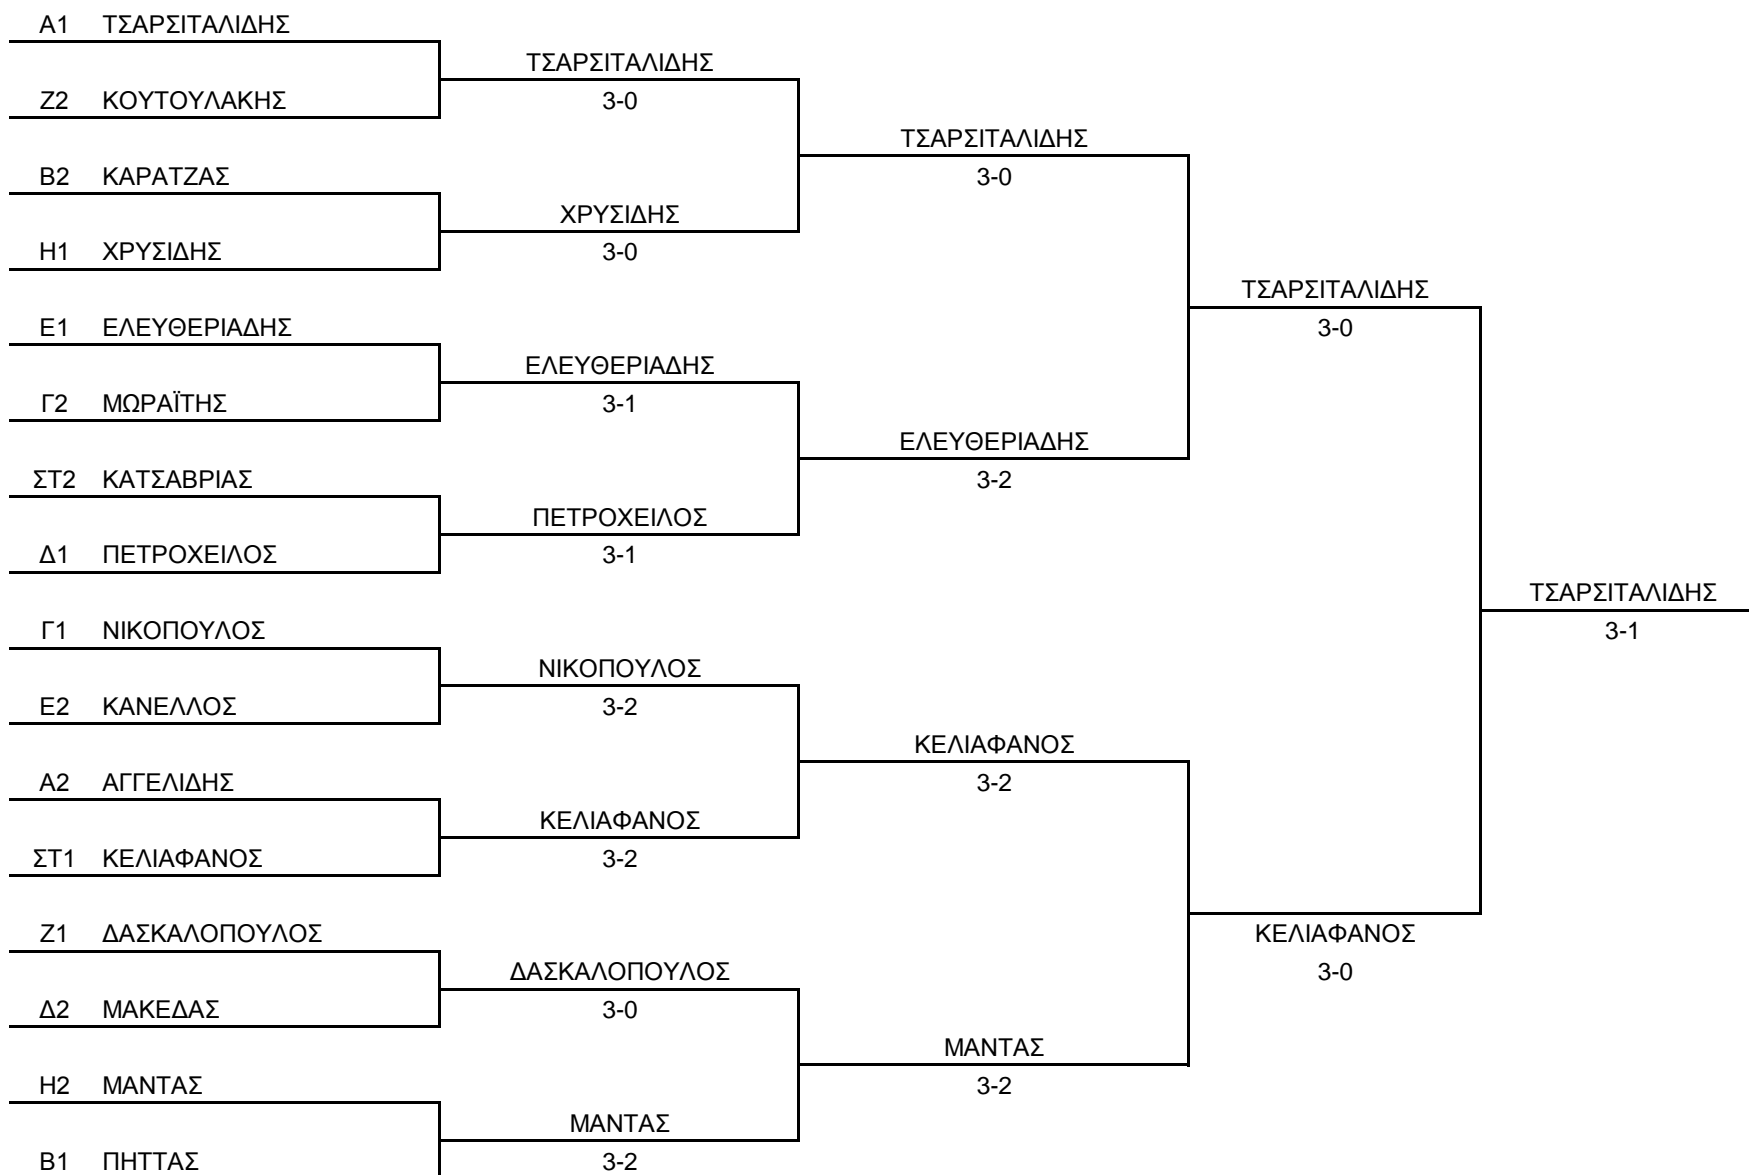 Α1 ΤΣΑΡΣΙΤΑΛΙΔΗΣ
ΤΣΑΡΣΙΤΑΛΙΔΗΣ
Ζ2 ΚΟΥΤΟΥΛΑΚΗΣ
3-0
ΤΣΑΡΣΙΤΑΛΙΔΗΣ
Β2 ΚΑΡΑΤΖΑΣ
3-0
ΧΡΥΣΙΔΗΣ
Η1 ΧΡΥΣΙΔΗΣ
3-0
ΤΣΑΡΣΙΤΑΛΙΔΗΣ
Ε1 ΕΛΕΥΘΕΡΙΑΔΗΣ
3-0
ΕΛΕΥΘΕΡΙΑΔΗΣ
Γ2 ΜΩΡΑΪΤΗΣ
3-1
ΕΛΕΥΘΕΡΙΑΔΗΣ
ΣΤ2 ΚΑΤΣΑΒΡΙΑΣ
3-2
ΠΕΤΡΟΧΕΙΛΟΣ
Δ1 ΠΕΤΡΟΧΕΙΛΟΣ
3-1
ΤΣΑΡΣΙΤΑΛΙΔΗΣ
Γ1 ΝΙΚΟΠΟΥΛΟΣ
3-1
ΝΙΚΟΠΟΥΛΟΣ
Ε2 ΚΑΝΕΛΛΟΣ
3-2
ΚΕΛΙΑΦΑΝΟΣ
Α2 ΑΓΓΕΛΙΔΗΣ
3-2
ΚΕΛΙΑΦΑΝΟΣ
ΣΤ1 ΚΕΛΙΑΦΑΝΟΣ
3-2
Ζ1 ΔΑΣΚΑΛΟΠΟΥΛΟΣ
ΚΕΛΙΑΦΑΝΟΣ
ΔΑΣΚΑΛΟΠΟΥΛΟΣ
3-0
Δ2 ΜΑΚΕΔΑΣ
3-0
ΜΑΝΤΑΣ
Η2 ΜΑΝΤΑΣ
3-2
ΜΑΝΤΑΣ
Β1 ΠΗΤΤΑΣ
3-2